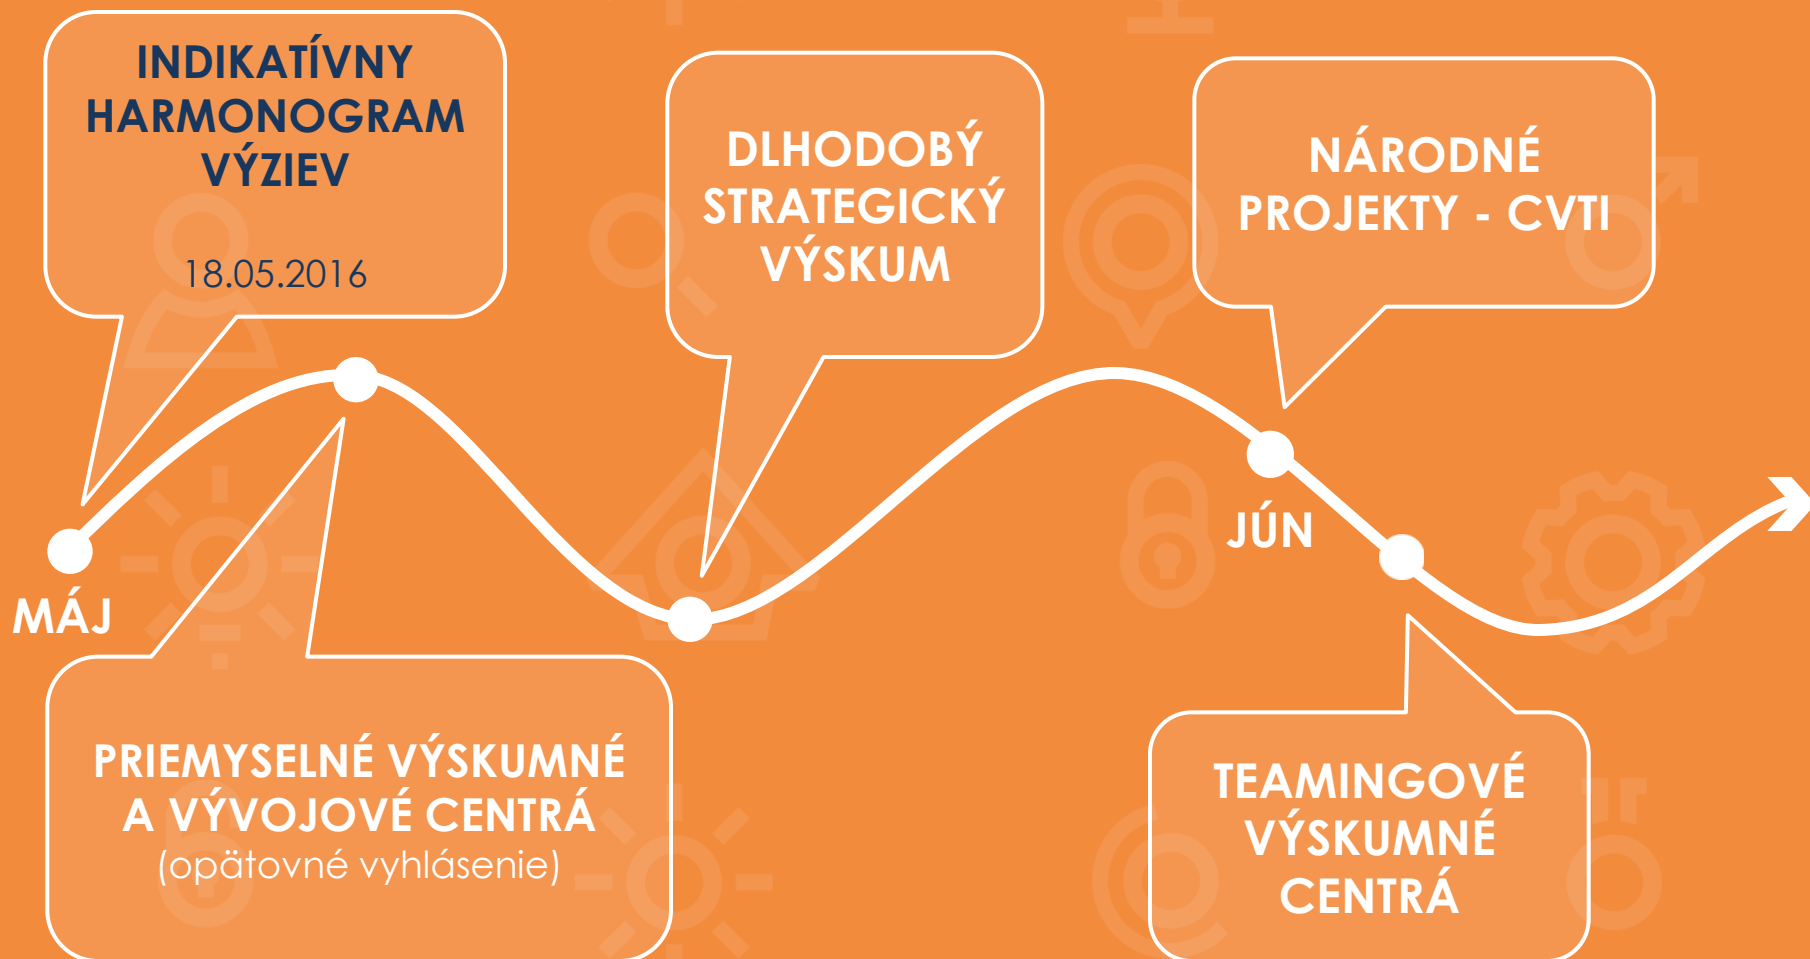 INDIKATÍVNY
HARMONOGRAM
VÝZIEV
18.05.2016
DLHODOBÝ
STRATEGICKÝ
VÝSKUM
NÁRODNÉ
PROJEKTY - CVTI
MÁJ
JÚN
PRIEMYSELNÉ VÝSKUMNÉ
A VÝVOJOVÉ CENTRÁ
(opätovné vyhlásenie)
TEAMINGOVÉ
VÝSKUMNÉ
CENTRÁ